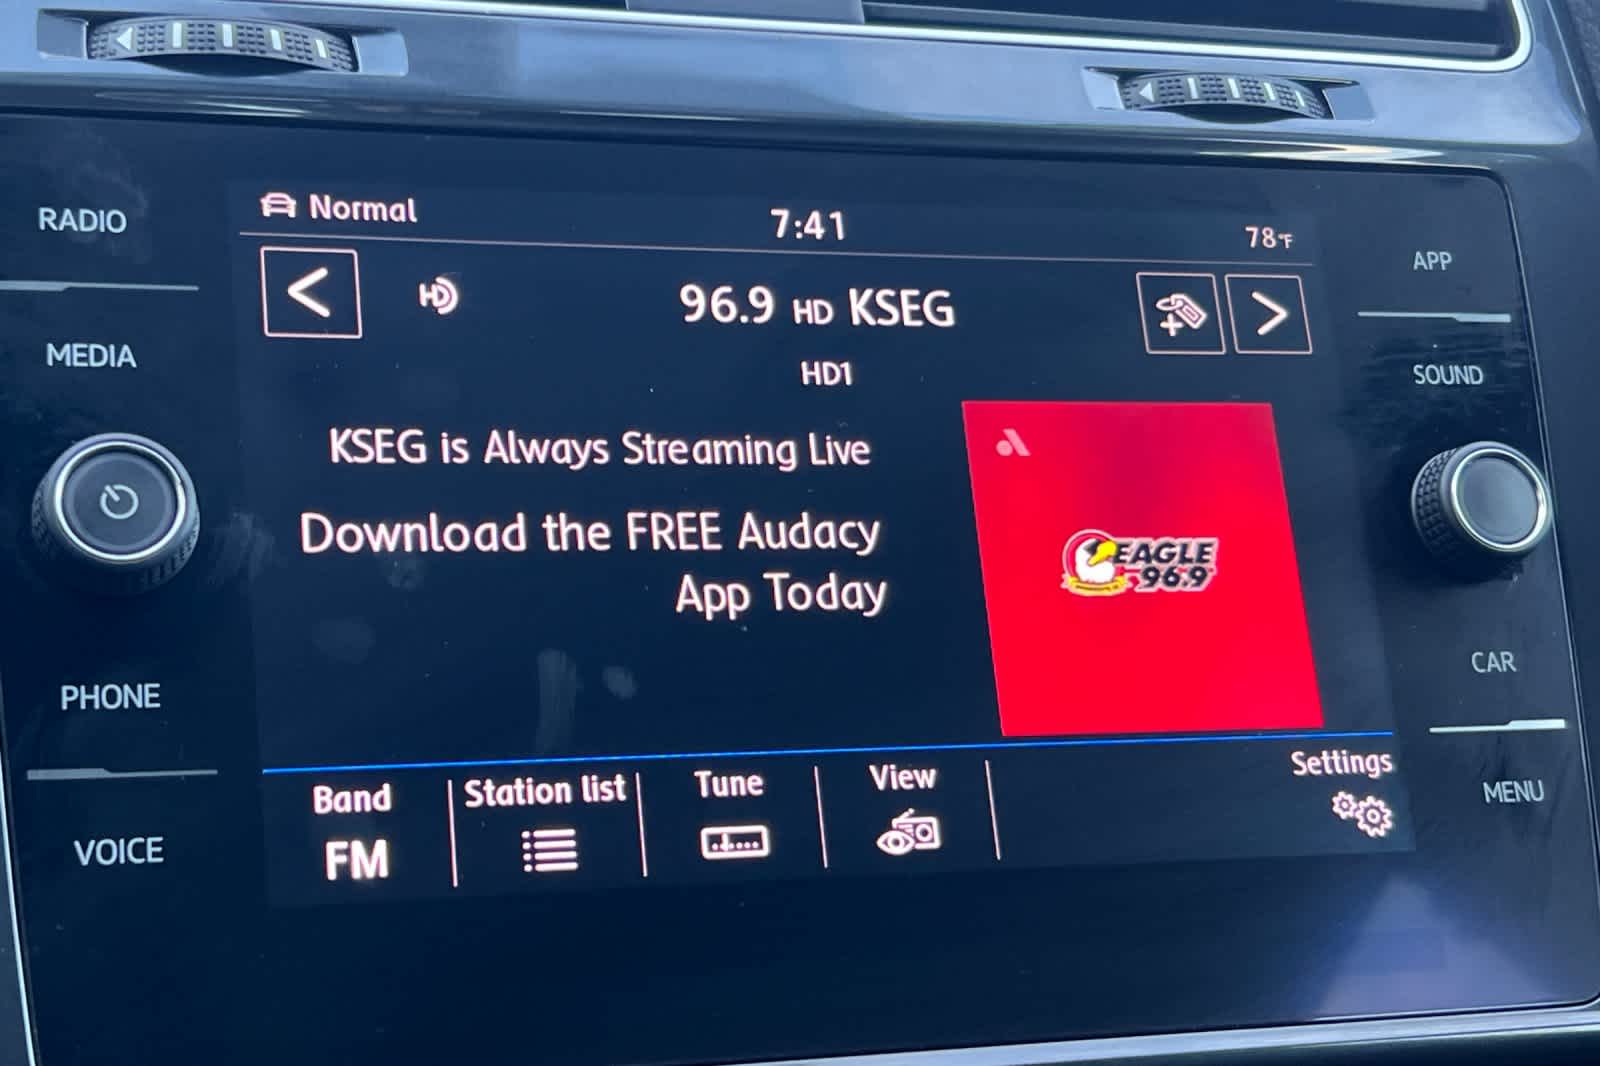 RADIO
MEDIA
PHONE
VOICE
Normal
7:41
78°F
HD
96.9 HD KSEG
HD1
KSEG is Always Streaming Live
Download the FREE Audacy
App Today
EAGLE
96.9
Band
FM
Station list
Tune
View
Settings
APP
SOUND
CAR
MENU